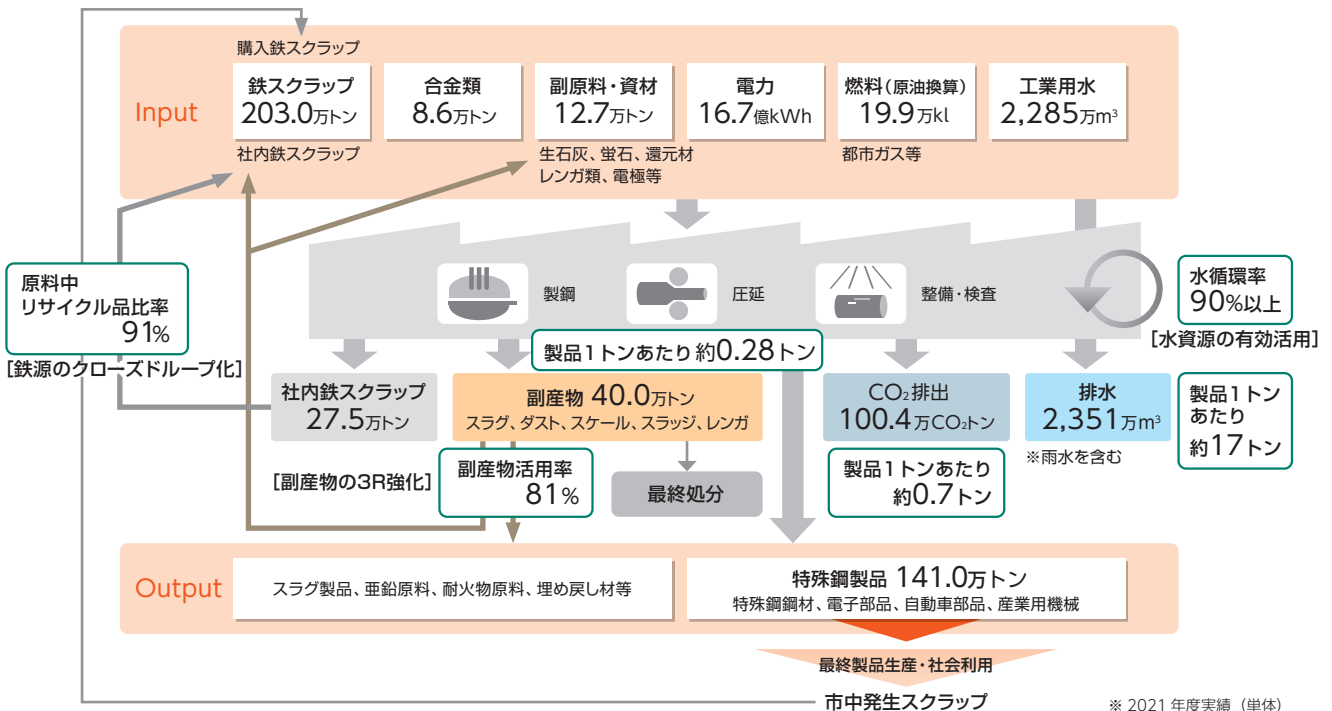 購入鉄スクラップ
Input
鉄スクラップ
203.0万トン
合金類
8.6万トン
副原料・資材
12.7万トン
電力
16.7億kWh
燃料(原油換算)
19.9万kl
工業用水
2,285万m³
社内鉄スクラップ
生石灰、蛍石、還元材
レンガ類、電極等
都市ガス等
原料中
リサイクル品比率
91%
[鉄源のクローズドループ化]
製鋼
圧延
整備・検査
水循環率
90%以上
[水資源の有効活用]
製品1トンあたり 約0.28トン
社内鉄スクラップ
27.5万トン
副産物 40.0万トン
スラグ、ダスト、スケール、スラッジ、レンガ
CO₂排出
100.4万CO₂トン
排水
2,351万m³
※雨水を含む
製品1トン
あたり
約17トン
[副産物の3R強化]
副産物活用率
81%
最終処分
製品1トンあたり
約0.7トン
Output
スラグ製品、亜鉛原料、耐火物原料、埋め戻し材等
特殊鋼製品 141.0万トン
特殊鋼鋼材、電子部品、自動車部品、産業用機械
最終製品生産・社会利用
市中発生スクラップ
※ 2021年度実績（単体）